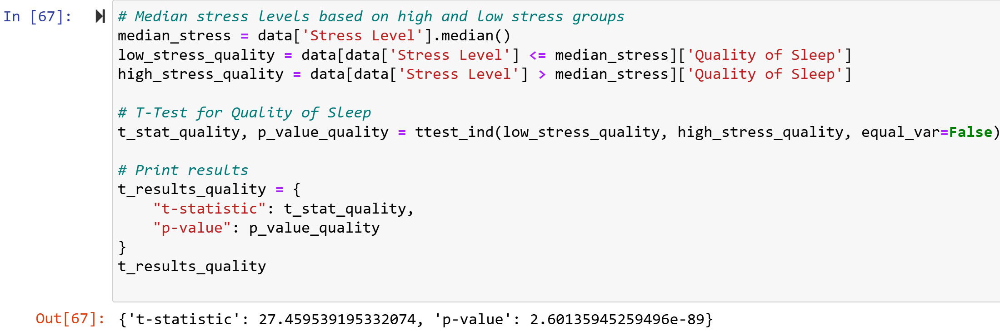 In [67]:
# Median stress levels based on high and low stress groups
median_stress = data['Stress Level'].median()
low_stress_quality = data[data['Stress Level'] <= median_stress]['Quality of Sleep']
high_stress_quality = data[data['Stress Level'] > median_stress]['Quality of Sleep']

# T-Test for Quality of Sleep
t_stat_quality, p_value_quality = ttest_ind(low_stress_quality, high_stress_quality, equal_var=False)

# Print results
t_results_quality = {
    "t-statistic": t_stat_quality,
    "p-value": p_value_quality
}
t_results_quality
Out[67]: {'t-statistic': 27.459539195332074, 'p-value': 2.60135945259496e-89}